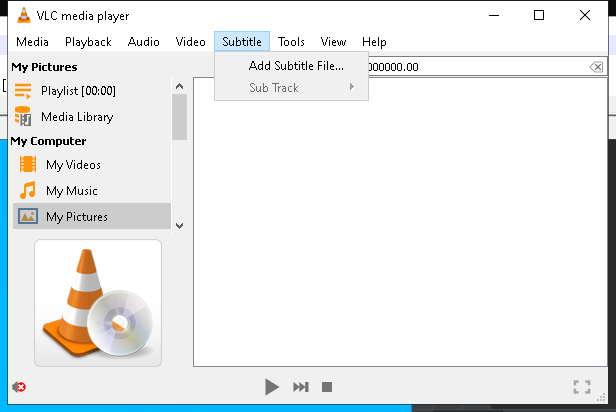 VLC media player
Media Playback Audio Video Subtitle Tools View Help
My Pictures
Add Subtitle File...
000000.00
Sub Track
Playlist [00:00]
Media Library
My Computer
My Videos
My Music
My Pictures